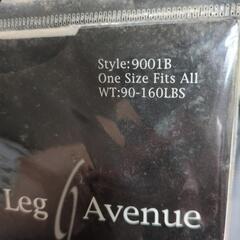 Style:9001B
One Size Fits All
WT:90-160LBS
Leg Avenue